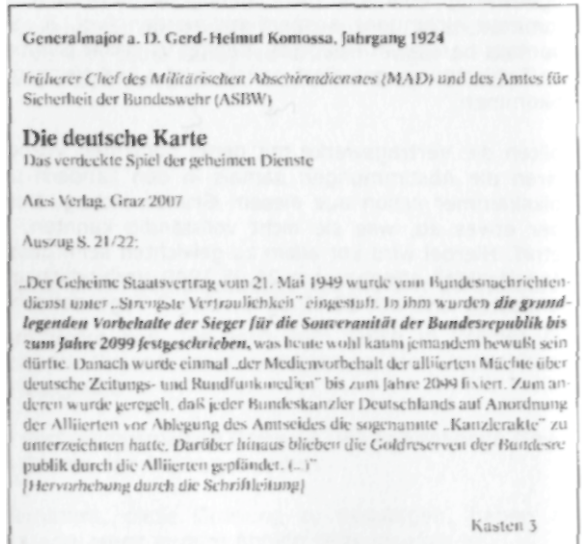 Generalmajor a. D. Gerd-Helmut Komossa, Jahrgang 1924
früherer Chef des Militärischen Abschirmdienstes (MAD) und des Amtes für
Sicherheit der Bundeswehr (ASBW)
Die deutsche Karte
Das verdeckte Spiel der geheimen Dienste
Ares Verlag, Graz 2007
Auszug S. 21/22:
„Der Geheime Staatsvertrag vom 21. Mai 1949 wurde vom Bundesnachrichten-
dienst unter „Strengste Vertraulichkeit" eingestuft. In ihm wurden die grund-
legenden Vorbehalte der Sieger für die Souveränität der Bundesrepublik bis
zum Jahre 2099 festgeschrieben, was heute wohl kaum jemandem bewußt sein
dürfte. Danach wurde einmal „der Medienvorbehalt der alliierten Mächte über
deutsche Zeitungs- und Rundfunkmedien" bis zum Jahre 2099 fixiert. Zum an-
deren wurde geregelt, daß jeder Bundeskanzler Deutschlands auf Anordnung
der Alliierten vor Ablegung des Amtseides die sogenannte „Kanzlerakte" zu
unterzeichnen hatte. Darüber hinaus blieben die Goldreserven der Bundesre
publik durch die Alliierten gepfändet. (...)"
[Hervorhebung durch die Schriftleitung]
Kasten 3